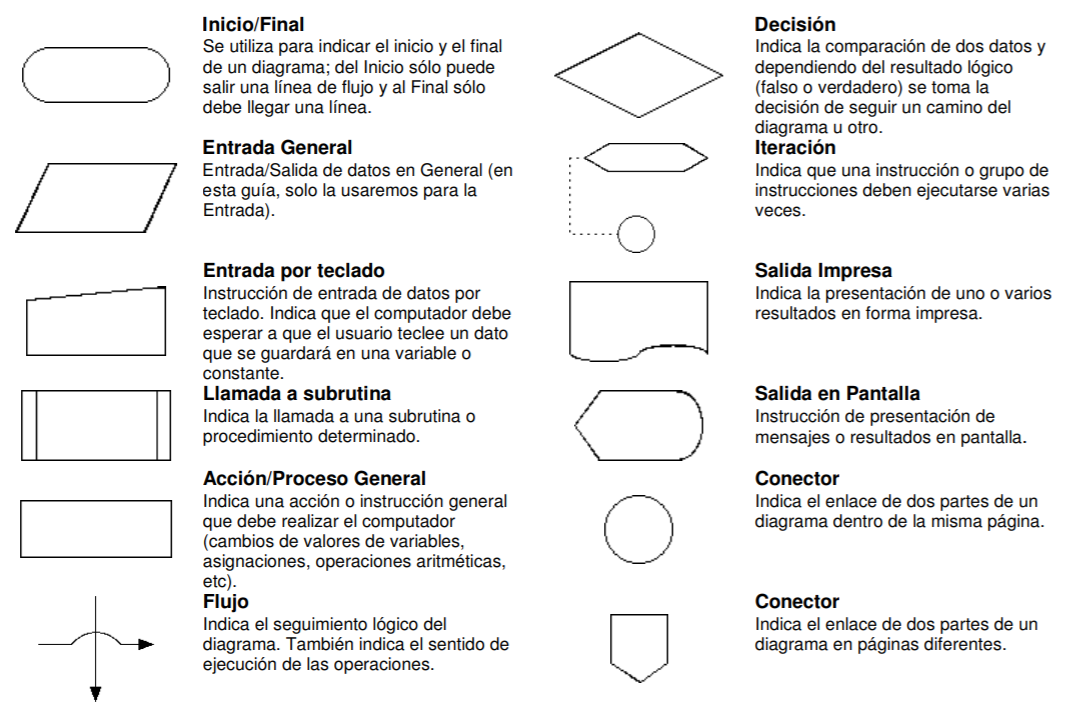 Inicio/Final
Se utiliza para indicar el inicio y el final
de un diagrama; del Inicio sólo puede
salir una línea de flujo y al Final sólo
debe llegar una línea.
Entrada General
Entrada/Salida de datos en General (en
esta guía, solo la usaremos para la
Entrada).
Entrada por teclado
Instrucción de entrada de datos por
teclado. Indica que el computador debe
esperar a que el usuario teclee un dato
que se guardará en una variable o
constante.
Llamada a subrutina
Indica la llamada a una subrutina o
procedimiento determinado.
Acción/Proceso General
Indica una acción o instrucción general
que debe realizar el computador
(cambios de valores de variables,
asignaciones, operaciones aritméticas,
etc).
Flujo
Indica el seguimiento lógico del
diagrama. También indica el sentido de
ejecución de las operaciones.
Decisión
Indica la comparación de dos datos y
dependiendo del resultado lógico
(falso o verdadero) se toma la
decisión de seguir un camino del
diagrama u otro.
Iteración
Indica que una instrucción o grupo de
instrucciones deben ejecutarse varias
veces.
Salida Impresa
Indica la presentación de uno o varios
resultados en forma impresa.
Salida en Pantalla
Instrucción de presentación de
mensajes o resultados en pantalla.
Conector
Indica el enlace de dos partes de un
diagrama dentro de la misma página.
Conector
Indica el enlace de dos partes de un
diagrama en páginas diferentes.